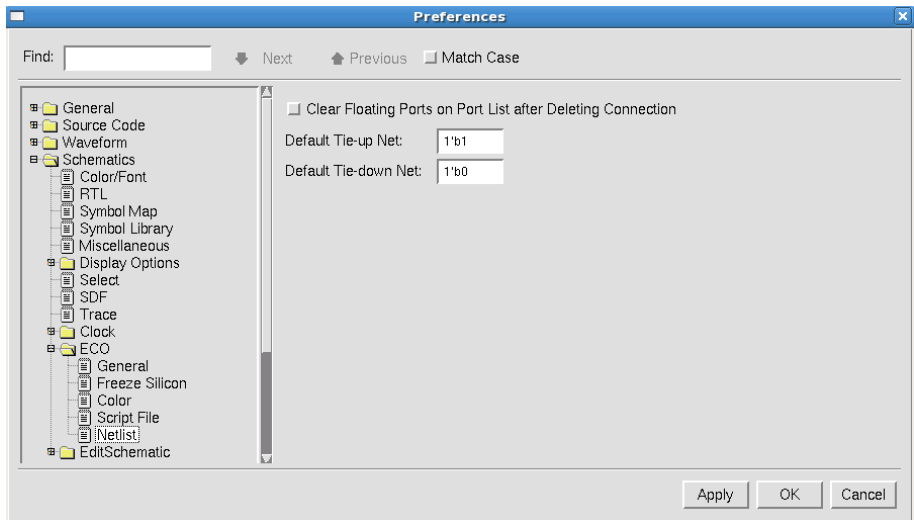 Preferences
Find:
Next
Previous
Match Case
General
Source Code
Waveform
Schematics
Color/Font
RTL
Symbol Map
Symbol Library
Miscellaneous
Display Options
Select
SDF
Trace
Clock
ECO
General
Freeze Silicon
Color
Script File
Netlist
EditSchematic
Clear Floating Ports on Port List after Deleting Connection
Default Tie-up Net: 1'b1
Default Tie-down Net: 1'b0
Apply
OK
Cancel